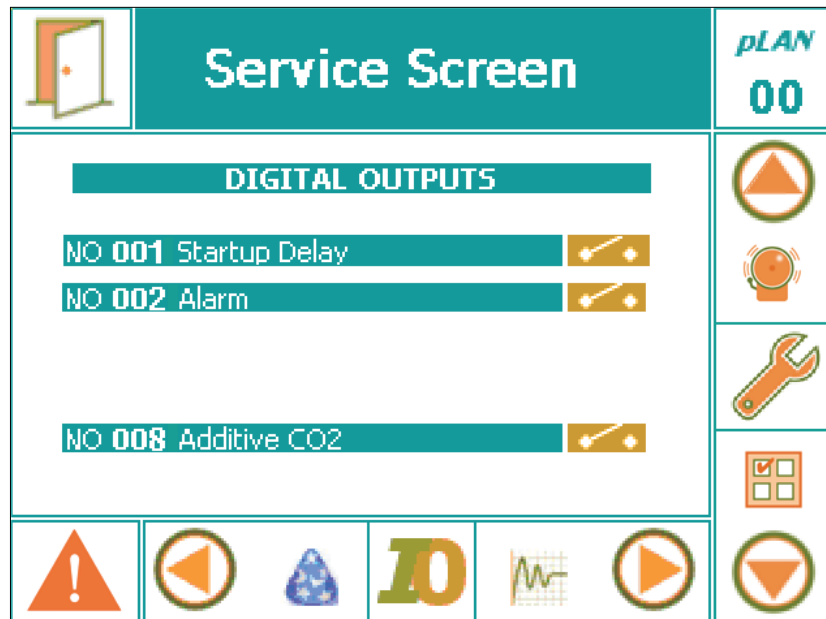 Service Screen
pLAN
00
DIGITAL OUTPUTS
NO 001 Startup Delay
NO 002 Alarm
NO 008 Additive CO2
!
IO